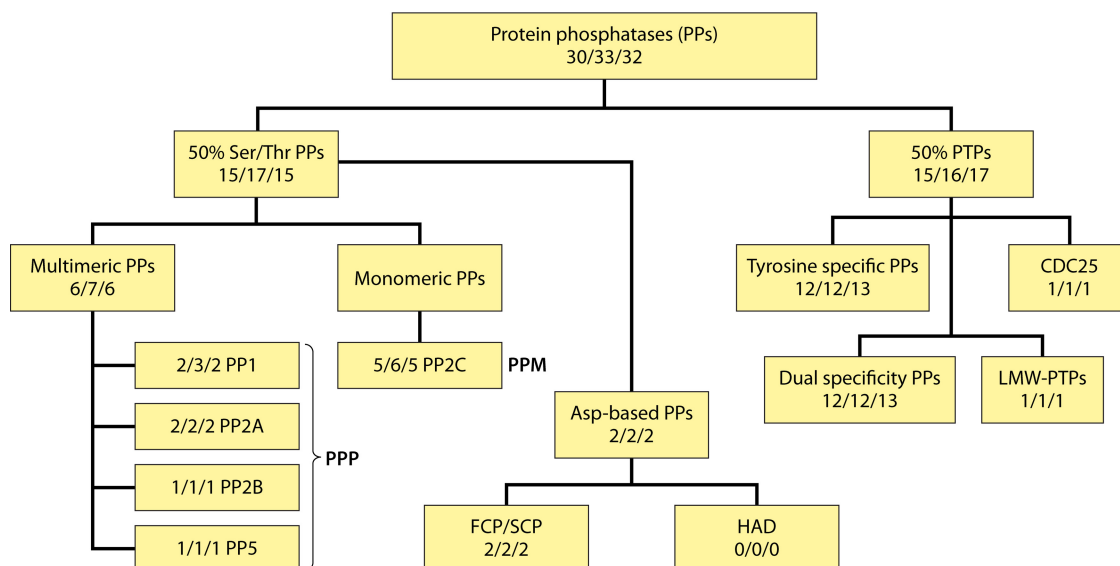 Protein phosphatases (PPs)
30/33/32
50% Ser/Thr PPs
15/17/15
50% PTPs
15/16/17
Multimeric PPs
6/7/6
Monomeric PPs
Tyrosine specific PPs
12/12/13
CDC25
1/1/1
2/3/2 PP1
5/6/5 PP2C
PPM
Dual specificity PPs
12/12/13
LMW-PTPs
1/1/1
2/2/2 PP2A
Asp-based PPs
2/2/2
PPP
1/1/1 PP2B
1/1/1 PP5
FCP/SCP
2/2/2
HAD
0/0/0